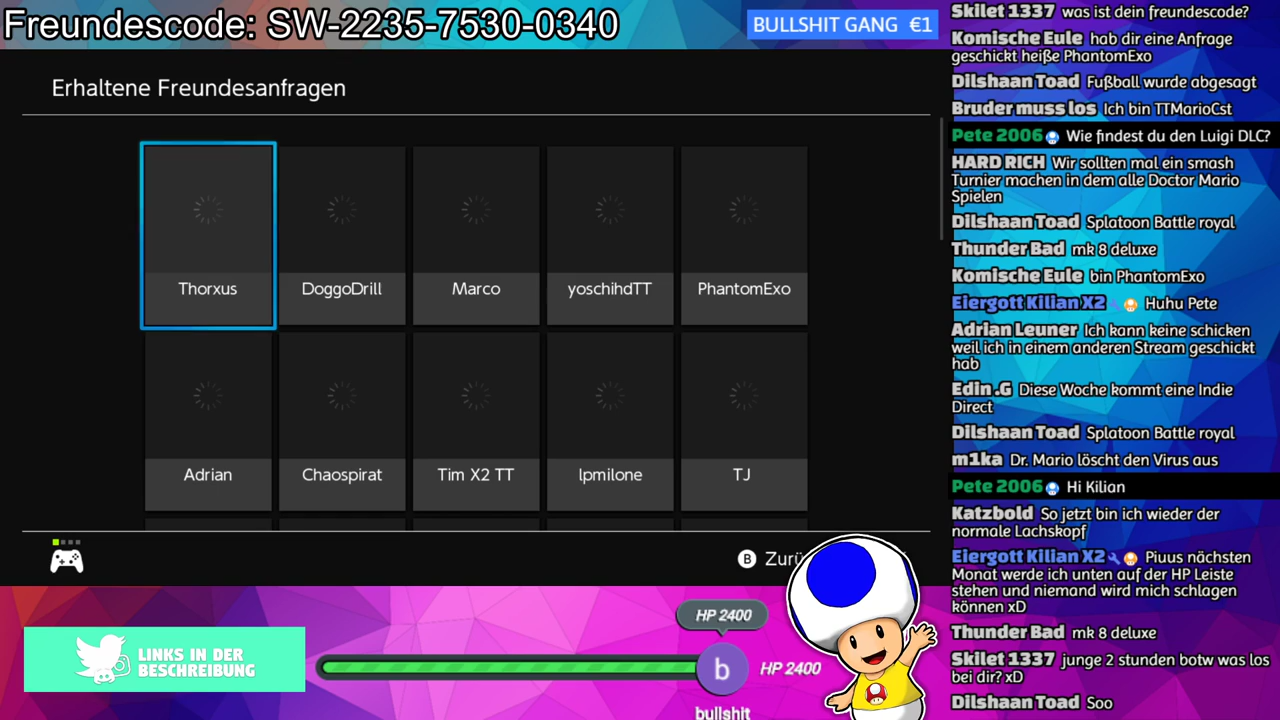 Freundescode: SW-2235-7530-0340
BULLSHIT GANG €1
Erhaltene Freundesanfragen
Thorxus
DoggoDrill
Marco
yoschihdTT
PhantomExo
Adrian
Chaospirat
Tim X2 TT
lpmilone
TJ
B
HP 2400
LINKS IN DER
BESCHREIBUNG
b
HP 2400
bullshit
Skilet 1337 was ist dein freundescode?
Komische Eule hab dir eine Anfrage
geschickt heiße PhantomExo
Dilshaan Toad Fußball wurde abgesagt
Bruder muss los Ich bin TTMarioCst
Pete 2006 Wie findest du den Luigi DLC?
HARD RICH Wir sollten mal ein smash
Turnier machen in dem alle Doctor Mario
Spielen
Dilshaan Toad Splatoon Battle royal
Thunder Bad mk 8 deluxe
Komische Eule bin PhantomExo
Eiergott Kilian X2 Huhu Pete
Adrian Leuner Ich kann keine schicken
weil ich in einem anderen Stream geschickt
hab
Edin .G Diese Woche kommt eine Indie
Direct
Dilshaan Toad Splatoon Battle royal
m1ka Dr. Mario löscht den Virus aus
Pete 2006 Hi Kilian
Katzbold So jetzt bin ich wieder der
normale Lachskopf
Eiergott Kilian X2 Piuus nächsten
Monat werde ich unten auf der HP Leiste
stehen und niemand wird mich schlagen
können xD
Thunder Bad mk 8 deluxe
Skilet 1337 junge 2 stunden botw was los
bei dir? xD
Dilshaan Toad Soo